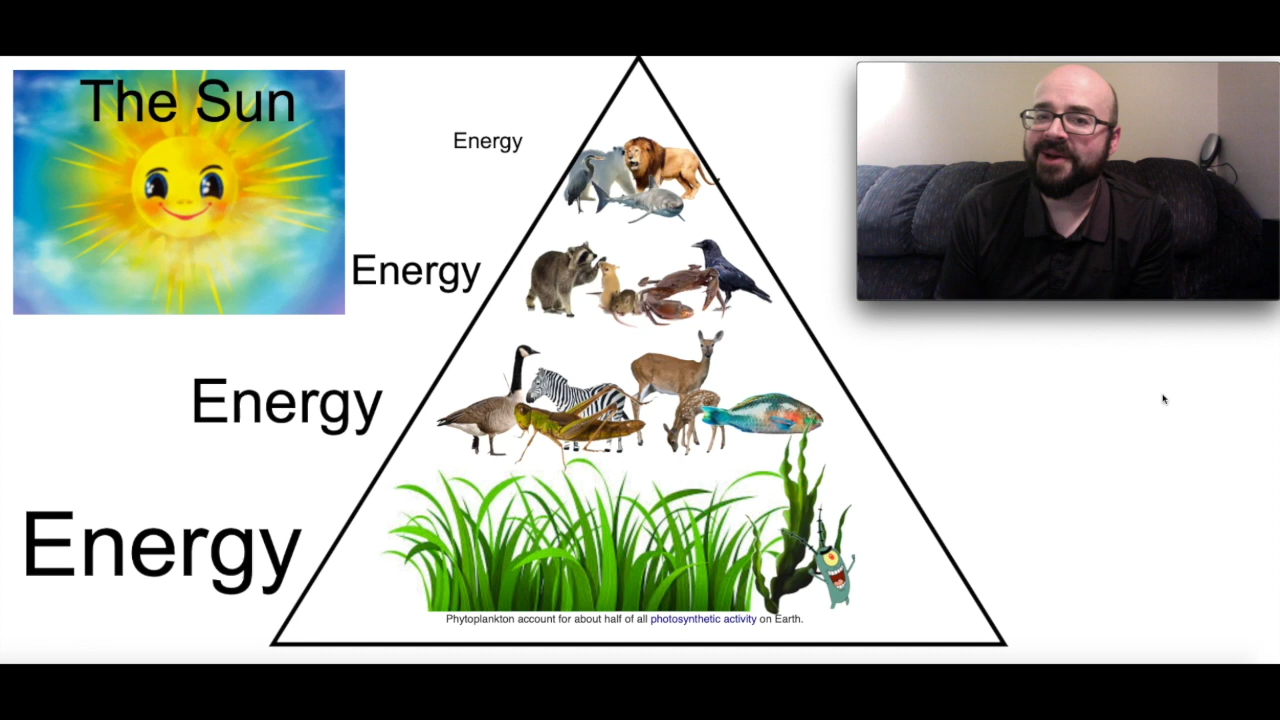 The Sun
Energy
Energy
Energy
Energy
Phytoplankton account for about half of all photosynthetic activity on Earth.